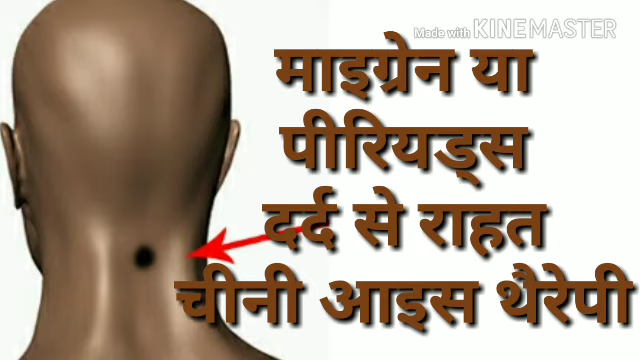 Made with KINEMASTER
माइग्रेन या
पीरियड्स
दर्द से राहत
चीनी आइस थैरेपी